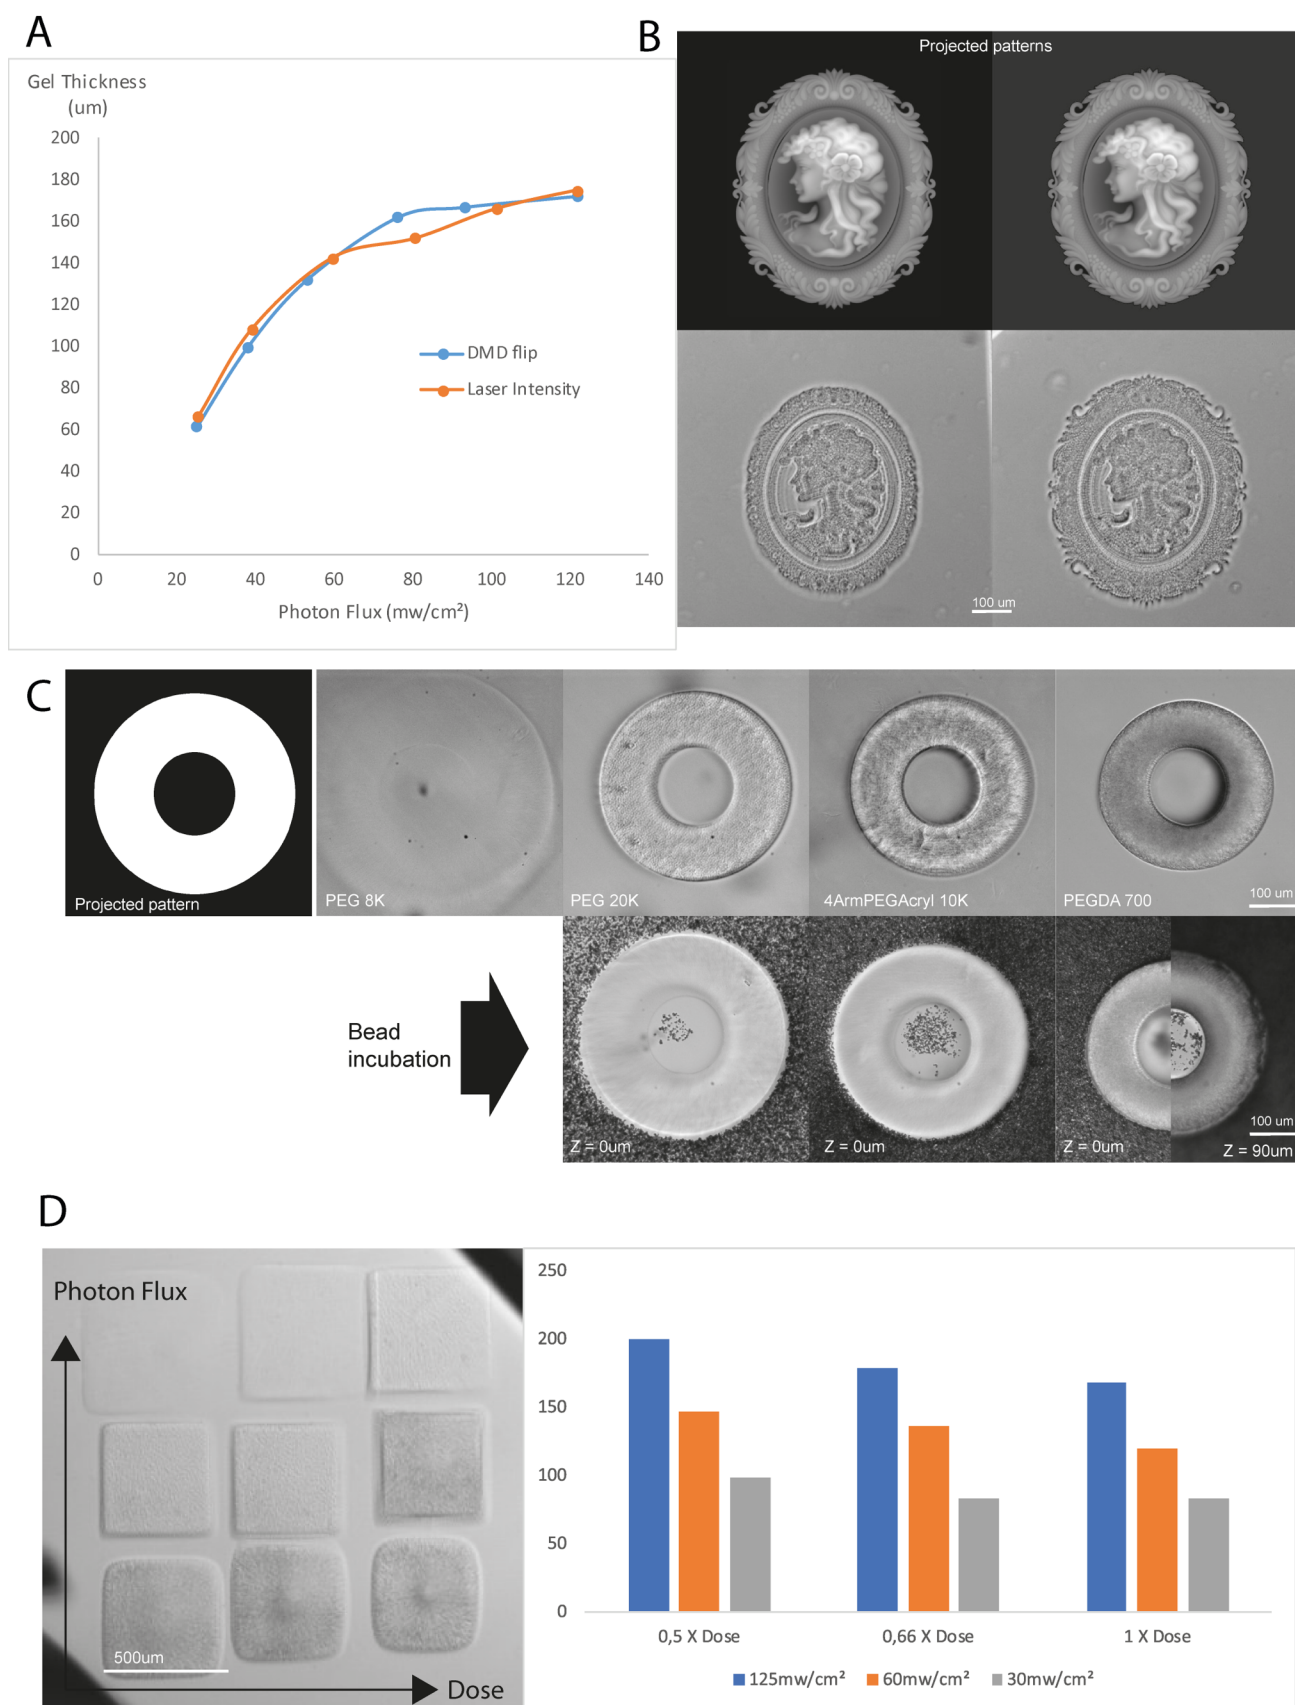 A
Gel Thickness
(um)
200
180
160
140
120
100
80
60
40
20
0
0 20 40 60 80 100 120 140
Photon Flux (mw/cm²)
DMD flip
Laser Intensity
B
Projected patterns
100 um
C
Projected pattern
PEG 8K
PEG 20K
4ArmPEGAcryl 10K
PEGDA 700
100 um
Bead
incubation
Z = 0um
Z = 0um
Z = 0um
100 um
Z = 90um
D
Photon Flux
500um
Dose
250
200
150
100
50
0
0,5 X Dose 0,66 X Dose 1 X Dose
125mw/cm² 60mw/cm² 30mw/cm²